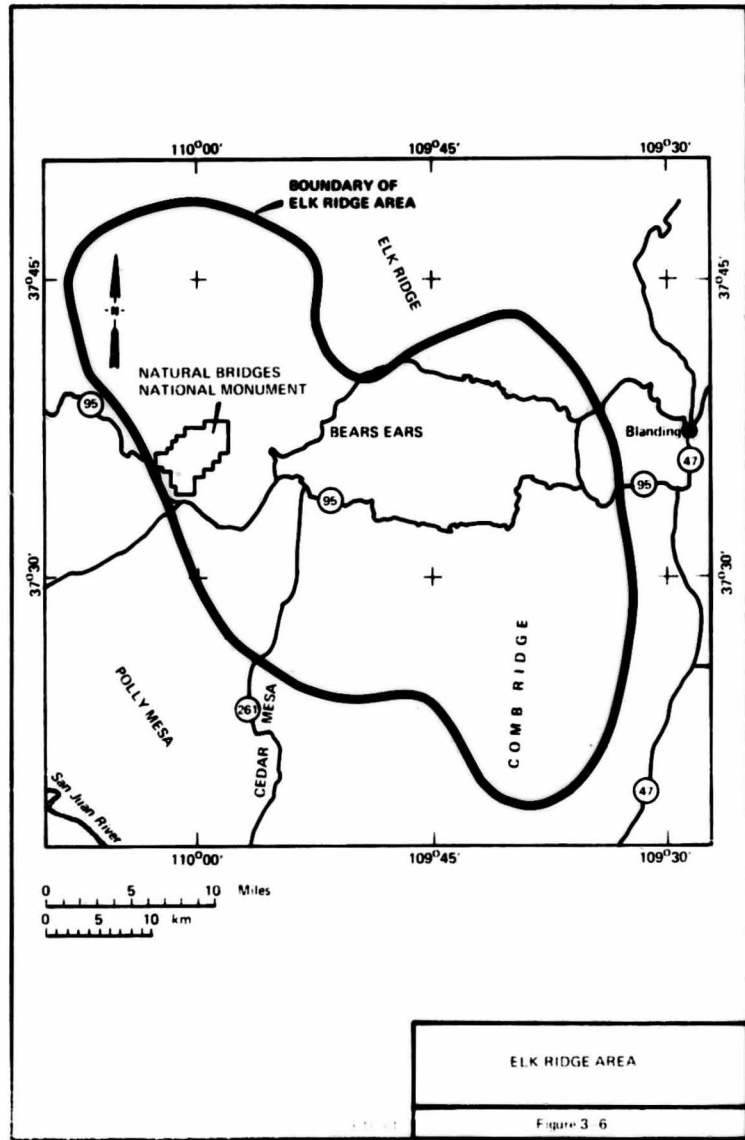 110°00'
109°45'
109°30'
BOUNDARY OF
ELK RIDGE AREA
ELK RIDGE
37°45'
37°45'
N
NATURAL BRIDGES
NATIONAL MONUMENT
95
BEARS EARS
Blanding
47
95
95
37°30'
37°30'
POLLY MESA
COMB RIDGE
261
CEDAR MESA
San Juan River
47
110°00'
109°45'
109°30'
0 5 10 Miles
0 5 10 km
ELK RIDGE AREA
Figure 3 6